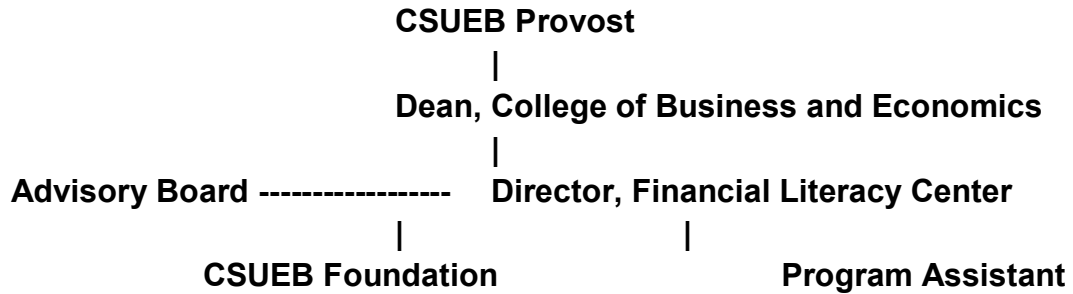 CSUEB Provost
|
Dean, College of Business and Economics
|
Advisory Board ------------------ Director, Financial Literacy Center
| |
CSUEB Foundation Program Assistant